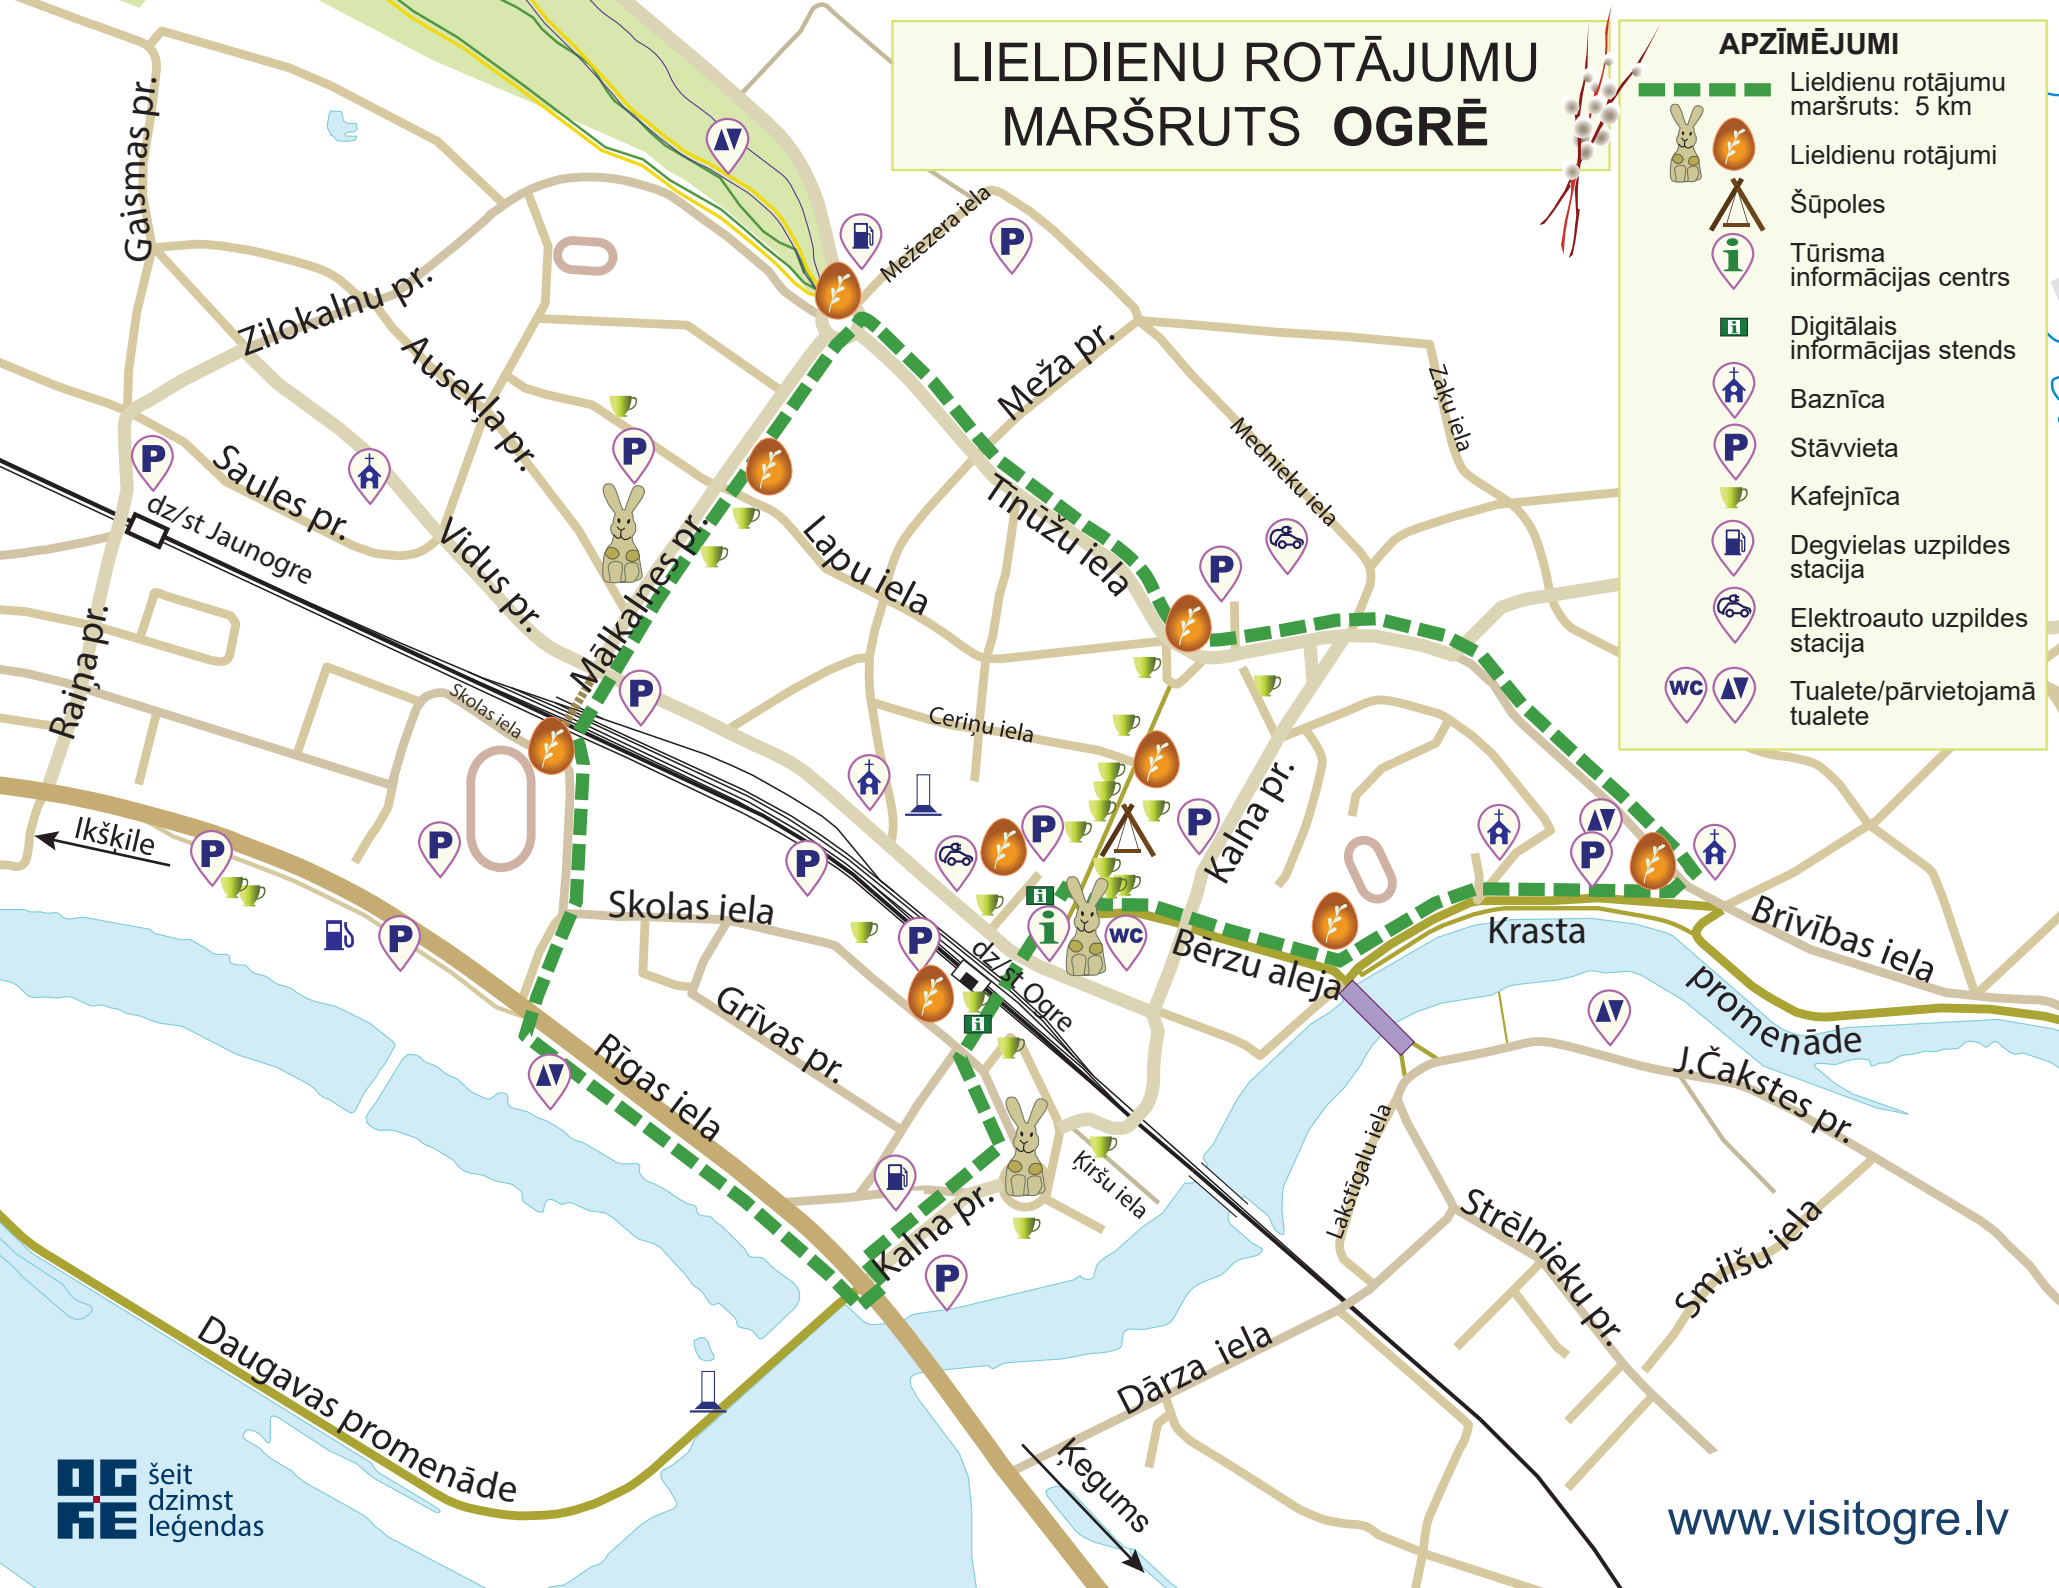 LIELDIENU ROTĀJUMU
MARŠRUTS OGRĒ
APZĪMĒJUMI
Lieldienu rotājumu
maršruts: 5 km
Lieldienu rotājumi
Šūpoles
Tūrisma
informācijas centrs
Digitālais
informācijas stends
Baznīca
Stāvvieta
Kafejnīca
Degvielas uzpildes
stacija
Elektroauto uzpildes
stacija
WC
Tualete/pārvietojamā
tualete
Gaismas pr.
Zilokalnu pr.
Mežezera iela
P
Meža pr.
Ausekļa pr.
Zaķu iela
Mednieku iela
P
P
Saules pr.
dz/st Jaunogre
Vidus pr.
Mālkalnes pr.
Lapu iela
Tīnūžu iela
P
Raiņa pr.
Skolas iela
P
Ceriņu iela
Kalna pr.
Ikšķile
P
P
P
P
P
P
Skolas iela
P
P
dz/st Ogre
WC
Bērzu aleja
Krasta
promenāde
Brīvības iela
Grīvas pr.
Rīgas iela
J.Čakstes pr.
Lakstīgalu iela
Ķiršu iela
Kalna pr.
P
Strēlnieku pr.
Smilšu iela
Daugavas promenāde
Dārza iela
Ķegums
OGRE
šeit
dzimst
leģendas
www.visitogre.lv